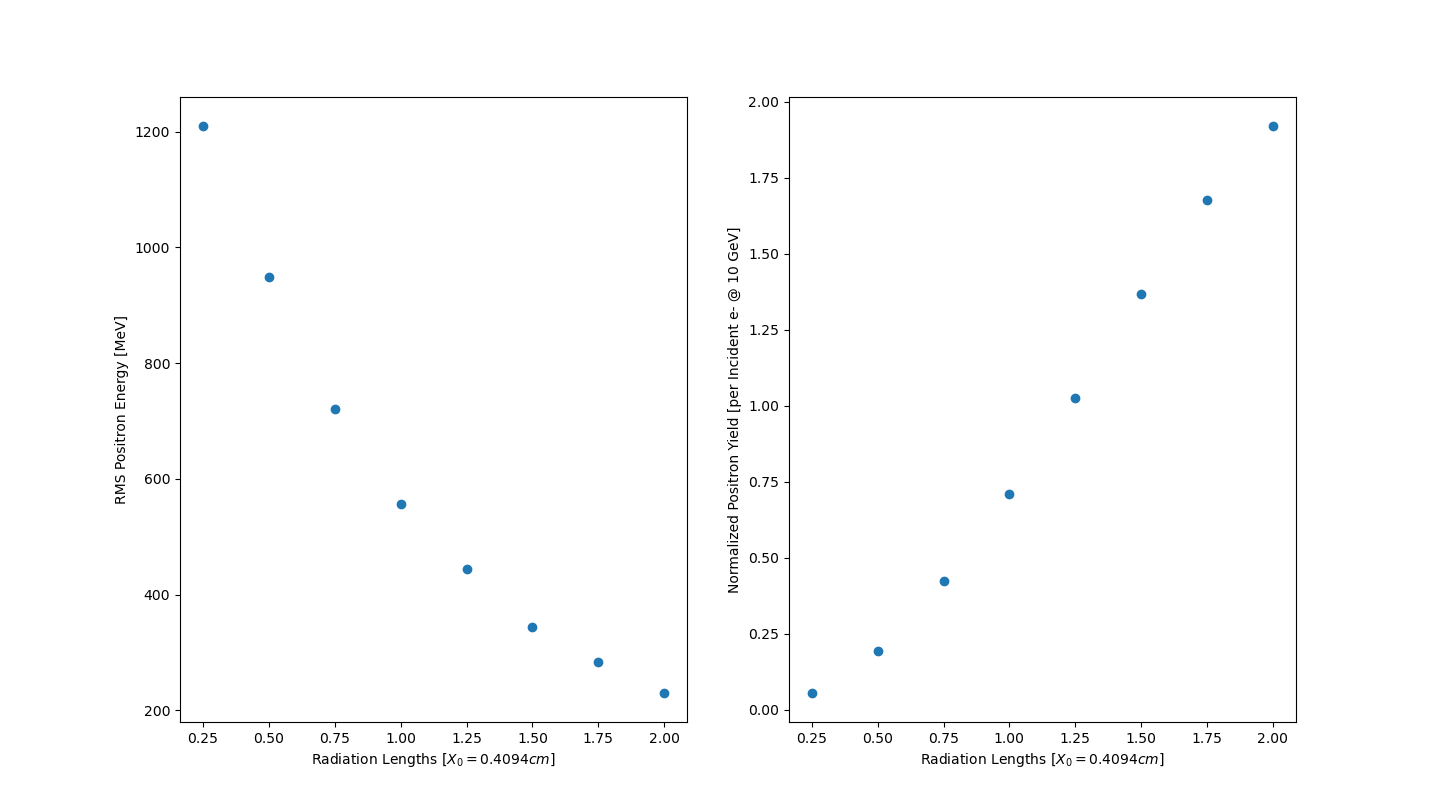 1200
1000
800
600
400
200
RMS Positron Energy [MeV]
0.25 0.50 0.75 1.00 1.25 1.50 1.75 2.00
Radiation Lengths [X₀ = 0.4094cm]
2.00
1.75
1.50
1.25
1.00
0.75
0.50
0.25
0.00
Normalized Positron Yield [per Incident e- @ 10 GeV]
0.25 0.50 0.75 1.00 1.25 1.50 1.75 2.00
Radiation Lengths [X₀ = 0.4094cm]